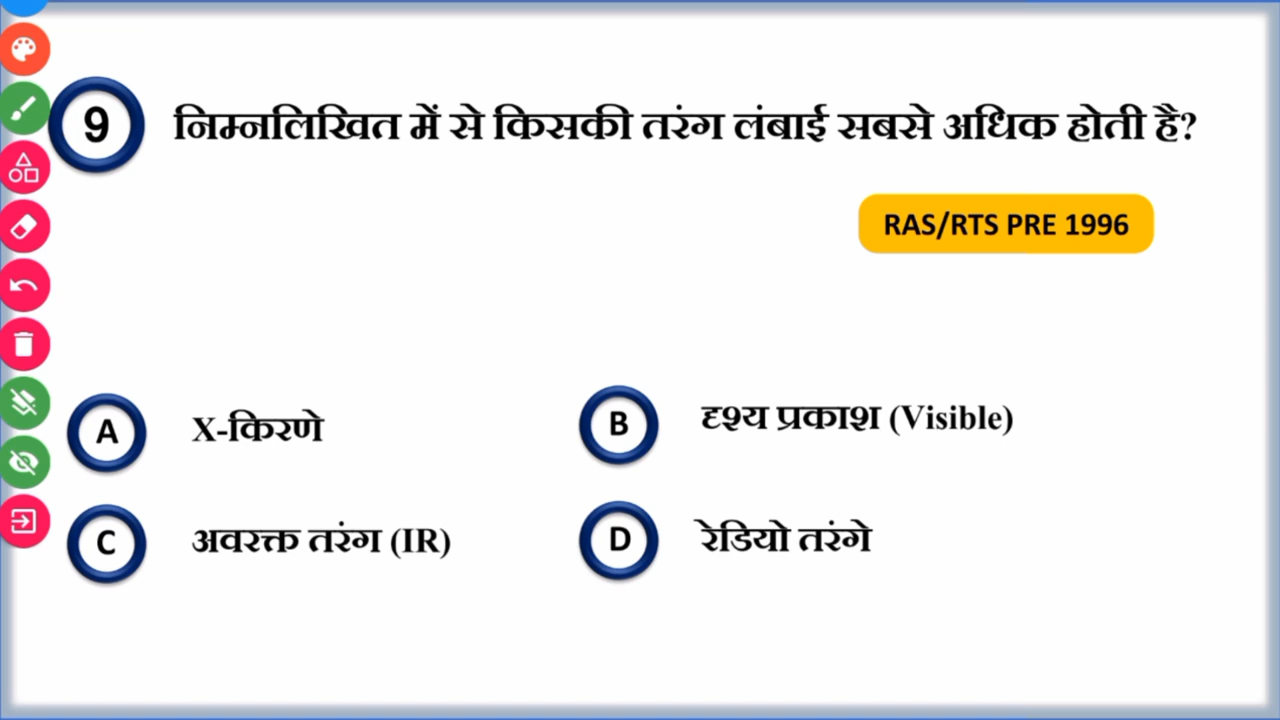 9 निम्नलिखित में से किसकी तरंग लंबाई सबसे अधिक होती है?
RAS/RTS PRE 1996
A X-किरणे
B दृश्य प्रकाश (Visible)
C अवरक्त तरंग (IR)
D रेडियो तरंगे